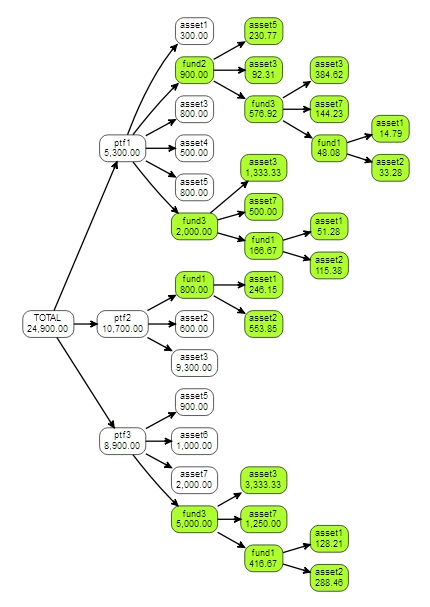 asset1
300.00
asset5
230.77
fund2
900.00
asset3
92.31
asset3
384.62
asset3
800.00
fund3
576.92
asset7
144.23
asset1
14.79
ptf1
5,300.00
asset4
500.00
fund1
48.08
asset2
33.28
asset5
800.00
asset3
1,333.33
fund3
2,000.00
asset7
500.00
asset1
51.28
fund1
166.67
asset2
115.38
fund1
800.00
asset1
246.15
TOTAL
24,900.00
ptf2
10,700.00
asset2
600.00
asset2
553.85
asset3
9,300.00
asset5
900.00
ptf3
8,900.00
asset6
1,000.00
asset7
2,000.00
asset3
3,333.33
fund3
5,000.00
asset7
1,250.00
asset1
128.21
fund1
416.67
asset2
288.46